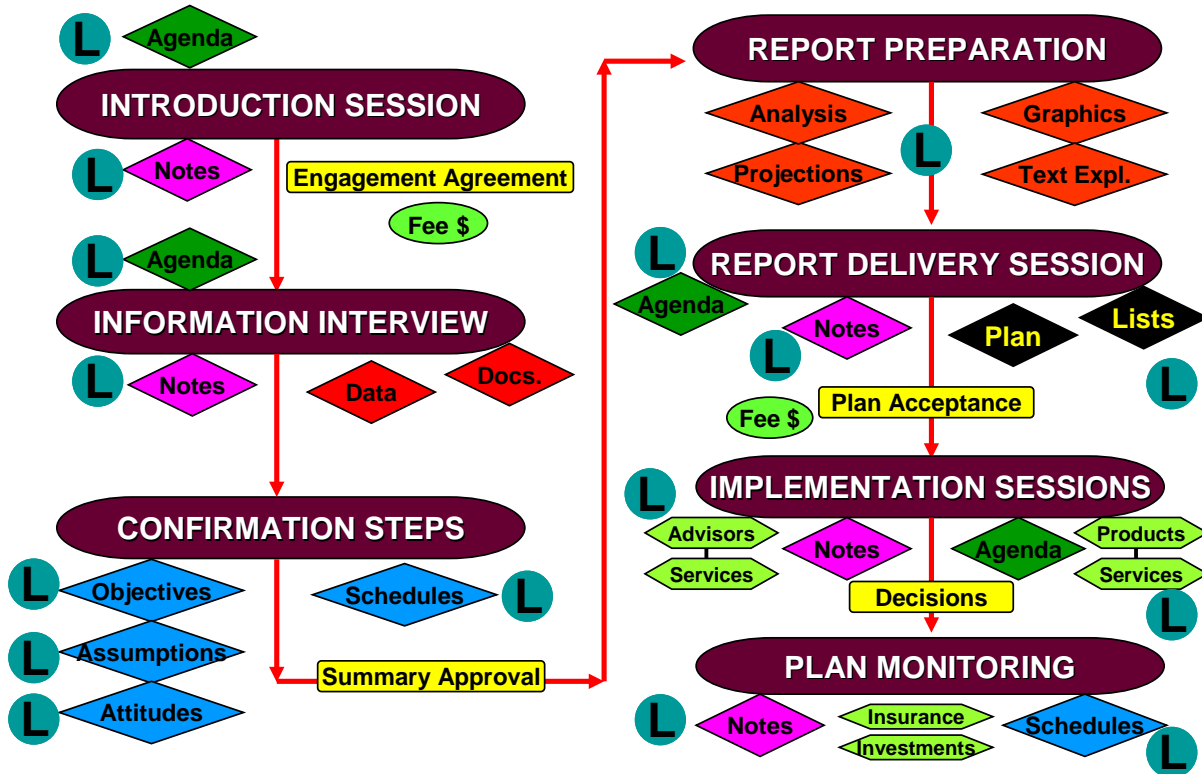 L
Agenda
INTRODUCTION SESSION
L
Notes
Engagement Agreement
Fee $
L
Agenda
INFORMATION INTERVIEW
L
Notes
Data
Docs.
CONFIRMATION STEPS
L
Objectives
Schedules
L
L
Assumptions
L
Attitudes
Summary Approval
REPORT PREPARATION
Analysis
Graphics
L
Projections
Text Expl.
L
REPORT DELIVERY SESSION
Agenda
Notes
Plan
Lists
L
L
Fee $
Plan Acceptance
L
IMPLEMENTATION SESSIONS
Advisors
Services
Notes
Agenda
Products
Services
Decisions
L
PLAN MONITORING
L
Notes
Insurance
Investments
Schedules
L